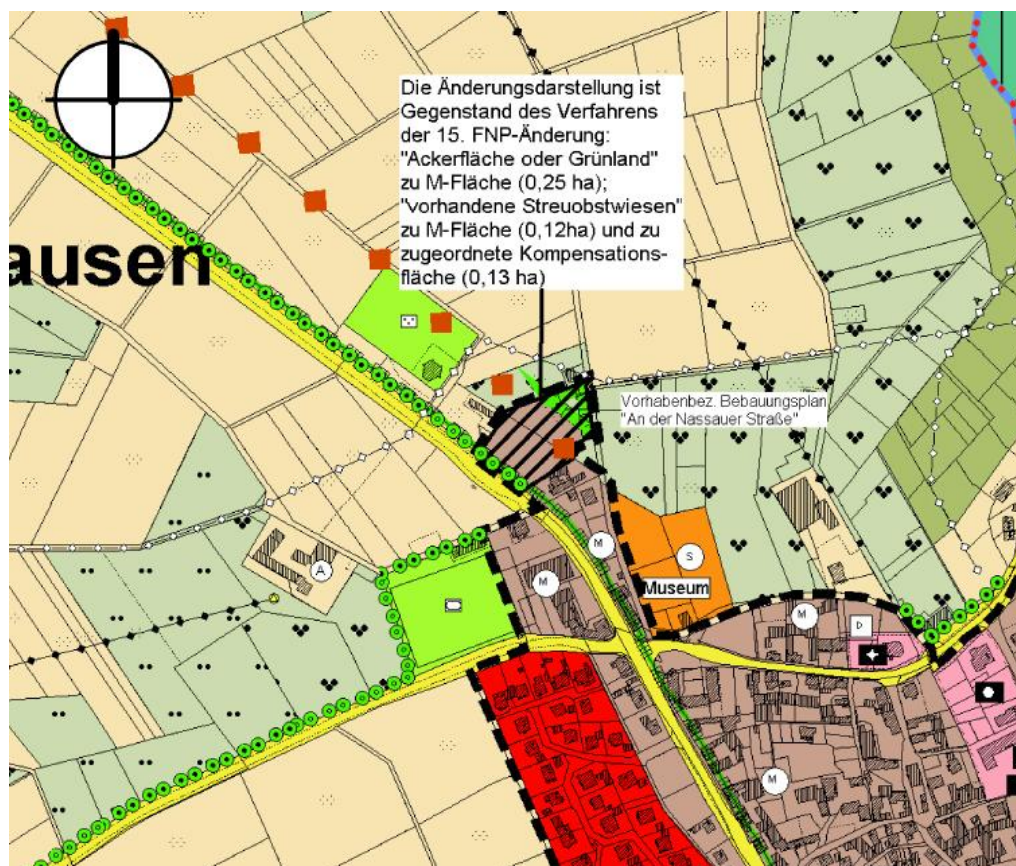 Die Änderungsdarstellung ist
Gegenstand des Verfahrens
der 15. FNP-Änderung:
"Ackerfläche oder Grünland"
zu M-Fläche (0,25 ha);
"vorhandene Streuobstwiesen"
zu M-Fläche (0,12ha) und zu
zugeordnete Kompensations-
fläche (0,13 ha)
ausen
Vorhabenbez. Bebauungsplan
"An der Nassauer Straße"
A
M
S
M
Museum
A
M
D
M